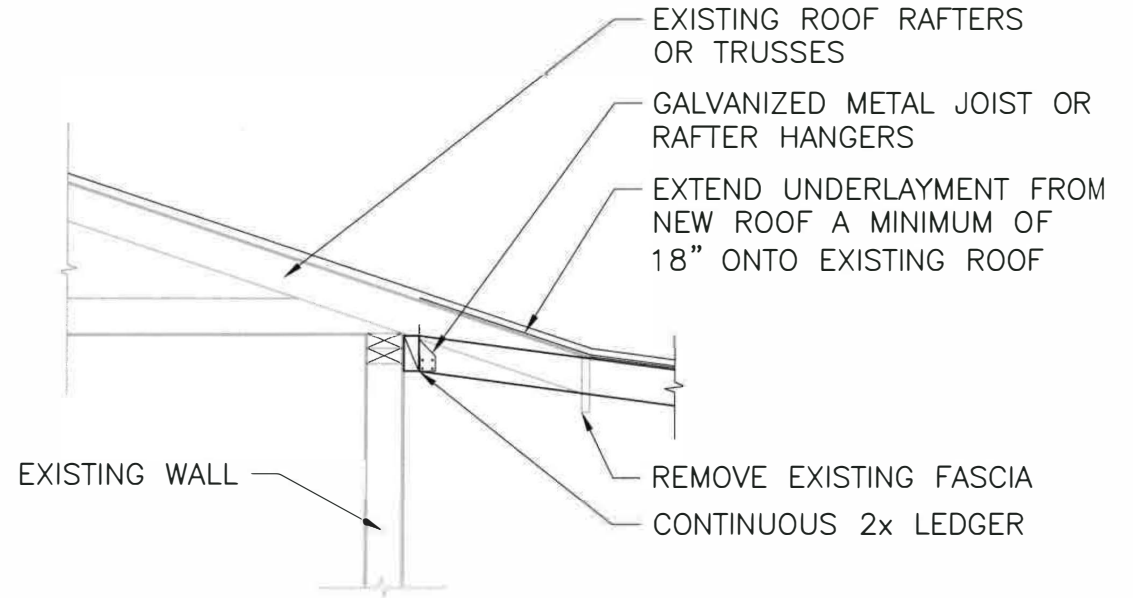 EXISTING ROOF RAFTERS
OR TRUSSES
GALVANIZED METAL JOIST OR
RAFTER HANGERS
EXTEND UNDERLAYMENT FROM
NEW ROOF A MINIMUM OF
18” ONTO EXISTING ROOF
EXISTING WALL
REMOVE EXISTING FASCIA
CONTINUOUS 2x LEDGER